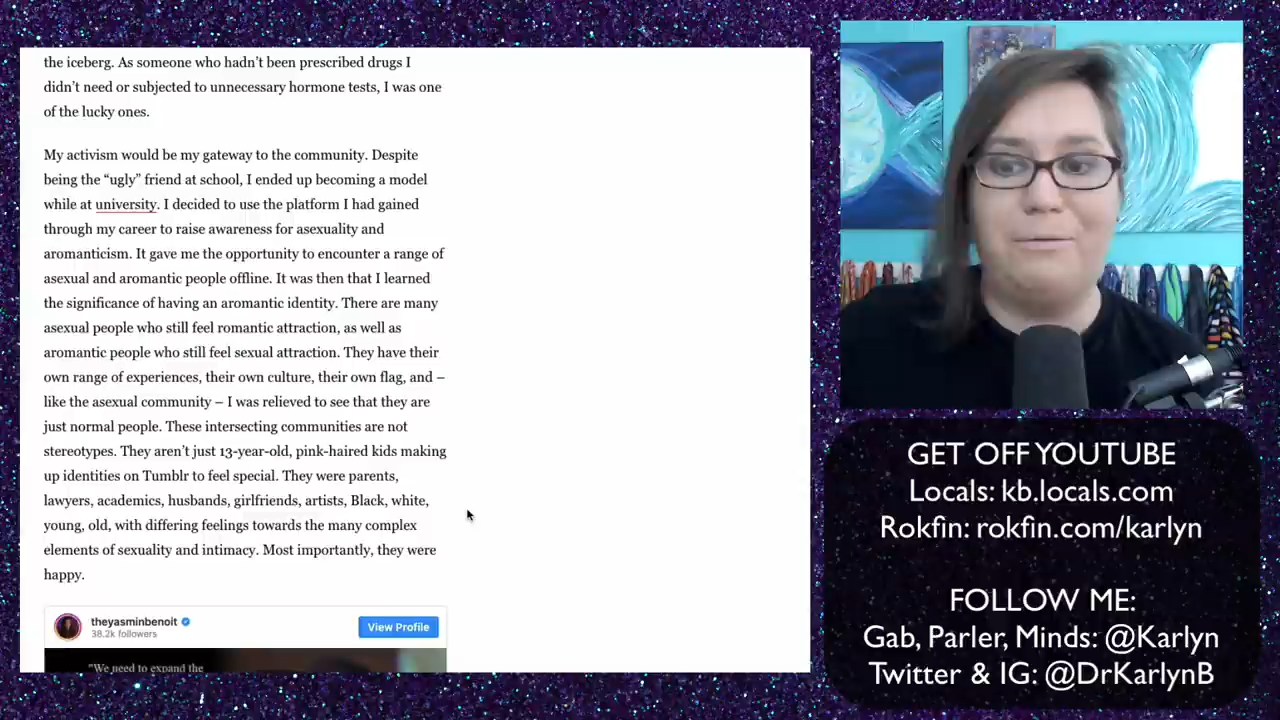 the iceberg. As someone who hadn’t been prescribed drugs I
didn’t need or subjected to unnecessary hormone tests, I was one
of the lucky ones.
My activism would be my gateway to the community. Despite
being the “ugly” friend at school, I ended up becoming a model
while at university. I decided to use the platform I had gained
through my career to raise awareness for asexuality and
aromanticism. It gave me the opportunity to encounter a range of
asexual and aromantic people offline. It was then that I learned
the significance of having an aromantic identity. There are many
asexual people who still feel romantic attraction, as well as
aromantic people who still feel sexual attraction. They have their
own range of experiences, their own culture, their own flag, and –
like the asexual community – I was relieved to see that they are
just normal people. These intersecting communities are not
stereotypes. They aren’t just 13-year-old, pink-haired kids making
up identities on Tumblr to feel special. They were parents,
lawyers, academics, husbands, girlfriends, artists, Black, white,
young, old, with differing feelings towards the many complex
elements of sexuality and intimacy. Most importantly, they were
happy.
theyasminbenoit
38.2k followers
View Profile
"We need to expand the
GET OFF YOUTUBE
Locals: kb.locals.com
Rokfin: rokfin.com/karlyn
FOLLOW ME:
Gab, Parler, Minds: @Karlyn
Twitter & IG: @DrKarlynB